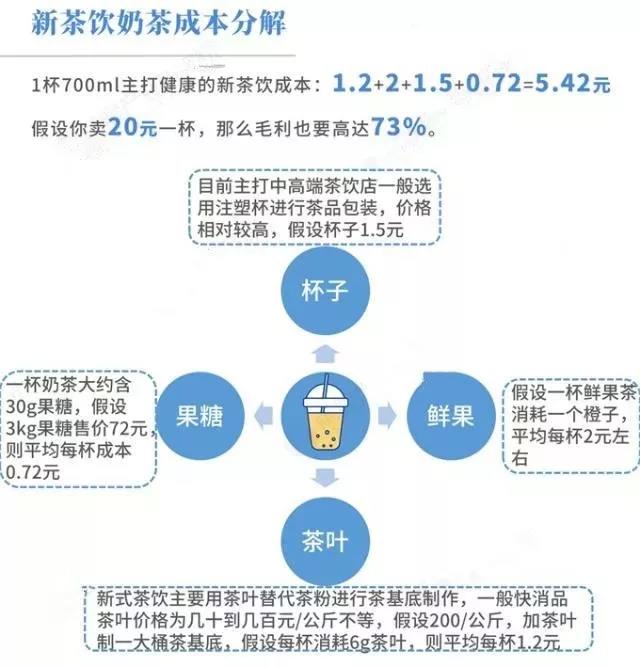 新茶饮奶茶成本分解
1杯700ml主打健康的新茶饮成本：1.2+2+1.5+0.72=5.42元
假设你卖20元一杯，那么毛利也要高达73%。
目前主打中高端茶饮店一般选
用注塑杯进行茶品包装，价格
相对较高，假设杯子1.5元
杯子
一杯奶茶大约含
30g果糖，假设
3kg果糖售价72元，
则平均每杯成本
0.72元
果糖
鲜果
假设一杯鲜果茶
消耗一个橙子，
平均每杯2元左
右
茶叶
新式茶饮主要用茶叶替代茶粉进行茶基底制作，一般快消品
茶叶价格为几十到几百元/公斤不等，假设200/公斤，加茶叶
制一大桶茶基底，假设每杯消耗6g茶叶，则平均每杯1.2元